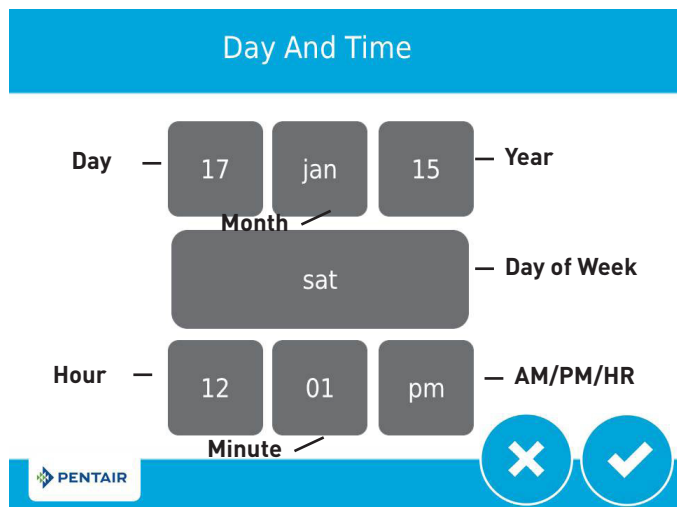 Day And Time
Day 17 jan 15 Year
Month
sat Day of Week
Hour 12 01 pm AM/PM/HR
Minute
PENTAIR